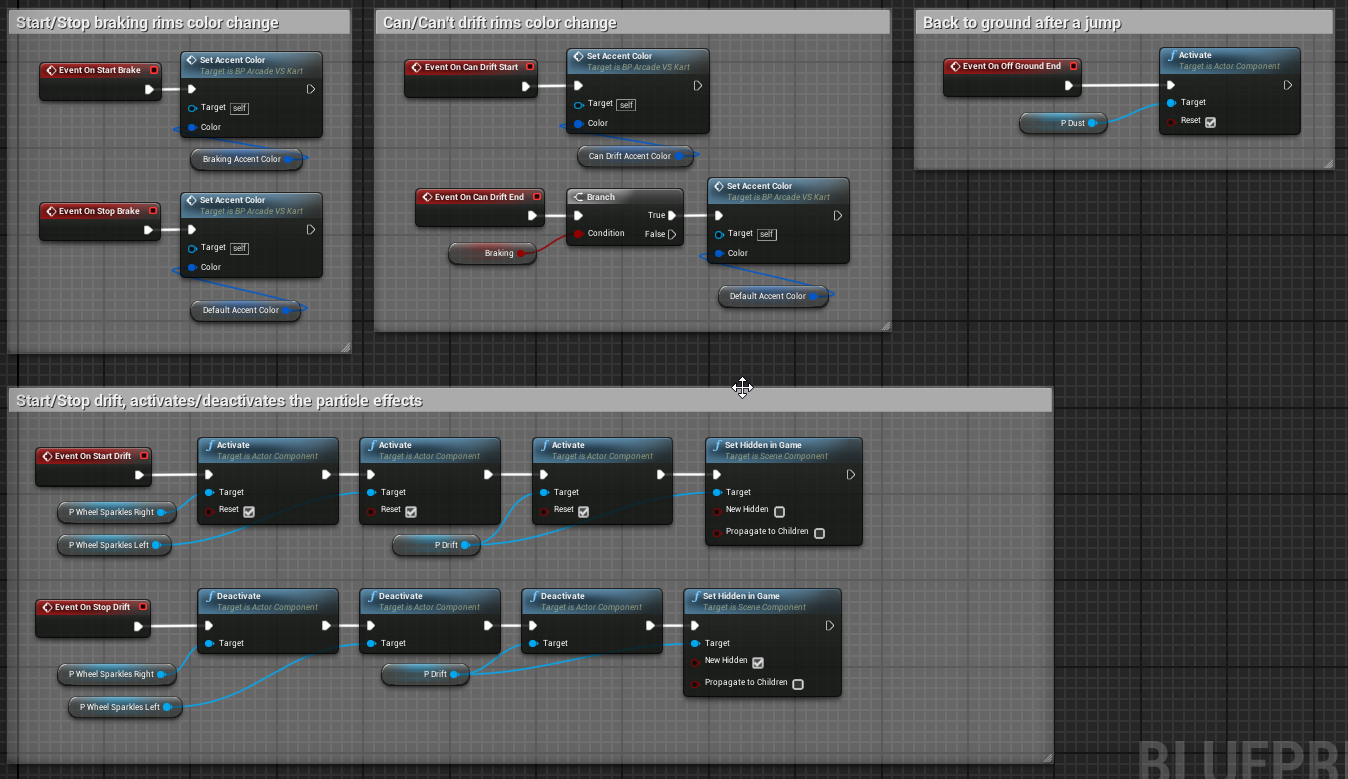 Start/Stop braking rims color change
Event On Start Brake
Set Accent Color
Target is BP Arcade VS Kart
Target self
Color
Braking Accent Color
Event On Stop Brake
Set Accent Color
Target is BP Arcade VS Kart
Target self
Color
Default Accent Color
Can/Can't drift rims color change
Event On Can Drift Start
Set Accent Color
Target is BP Arcade VS Kart
Target self
Color
Can Drift Accent Color
Event On Can Drift End
Branch
True
Condition False
Braking
Set Accent Color
Target is BP Arcade VS Kart
Target self
Color
Default Accent Color
Back to ground after a jump
Event On Off Ground End
P Dust
Activate
Target is Actor Component
Target
Reset
Start/Stop drift, activates/deactivates the particle effects
Event On Start Drift
P Wheel Sparkles Right
P Wheel Sparkles Left
Activate
Target is Actor Component
Target
Reset
Activate
Target is Actor Component
Target
Reset
P Drift
Activate
Target is Actor Component
Target
Reset
Set Hidden in Game
Target is Scene Component
Target
New Hidden
Propagate to Children
Event On Stop Drift
P Wheel Sparkles Right
P Wheel Sparkles Left
Deactivate
Target is Actor Component
Target
Deactivate
Target is Actor Component
Target
P Drift
Deactivate
Target is Actor Component
Target
Set Hidden in Game
Target is Scene Component
Target
New Hidden
Propagate to Children